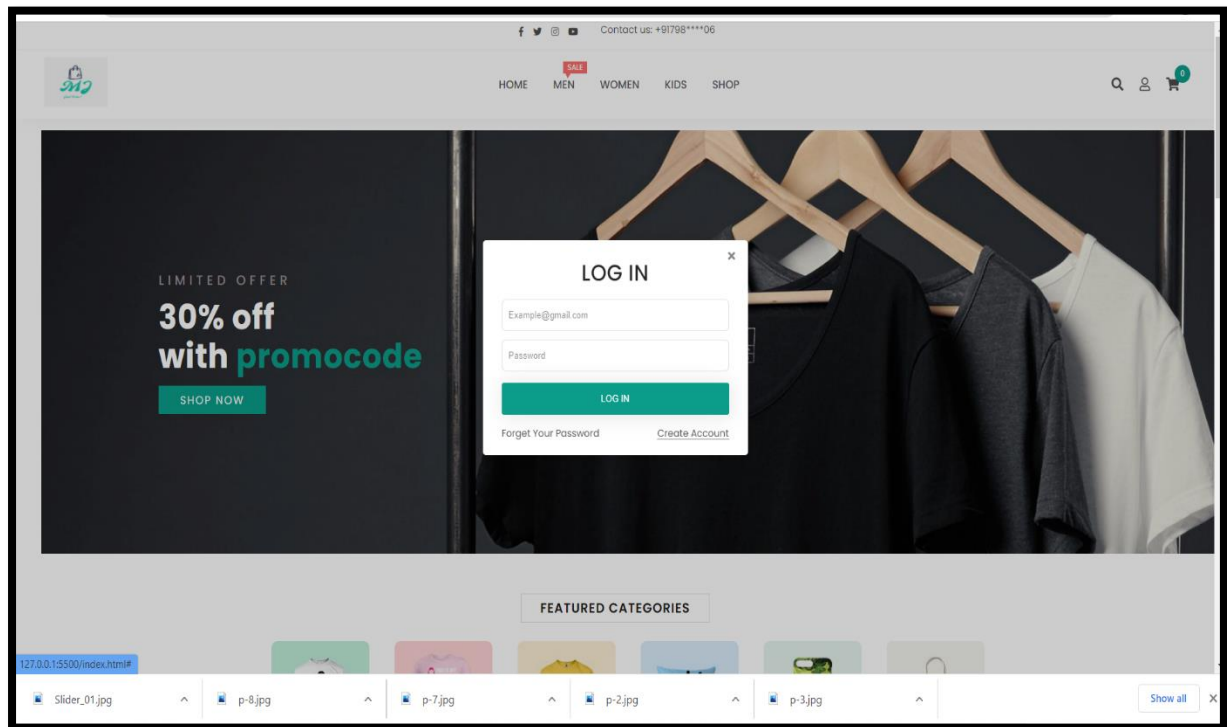 Contact us: +91798****06
MJ
SALE
HOME MEN WOMEN KIDS SHOP
0
LIMITED OFFER
30% off
with promocode
SHOP NOW
LOG IN
Example@gmail.com
Password
LOG IN
Forget Your Password Create Account
FEATURED CATEGORIES
127.0.0.1:5500/index.html#
Slider_01.jpg p-8.jpg p-7.jpg p-2.jpg p-3.jpg Show all